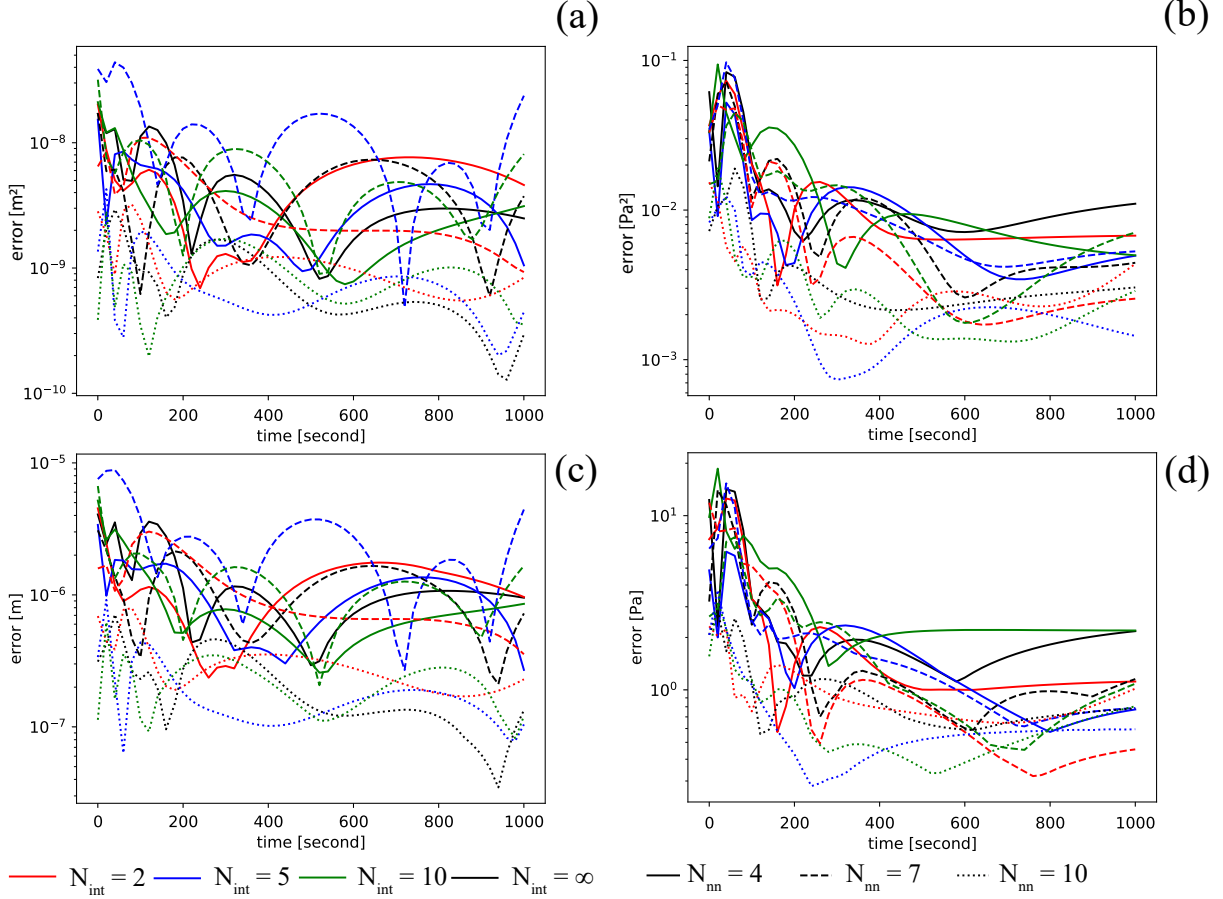 (a)
(b)
error [m²]
10⁻⁸
10⁻⁹
10⁻¹⁰
0 200 400 600 800 1000
time [second]
error [Pa²]
10⁻¹
10⁻²
10⁻³
0 200 400 600 800 1000
time [second]
(c)
(d)
error [m]
10⁻⁵
10⁻⁶
10⁻⁷
0 200 400 600 800 1000
time [second]
error [Pa]
10¹
10⁰
0 200 400 600 800 1000
time [second]
N_int = 2 N_int = 5 N_int = 10 N_int = ∞ N_nn = 4 N_nn = 7 N_nn = 10